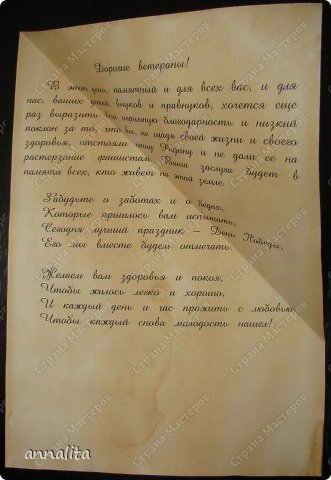 Дорогие ветераны!
В этот день, памятный и для всех вас, и для
нас, ваших детей, внуков и правнуков, хочется еще
раз выразить вам огромную благодарность и низкий
поклон за то, что вы, не щадя своей жизни и своего
здоровья, отстояли нашу Родину и не дали ее на
растерзание фашистам. Ваша заслуга будет в
памяти всех, кто живет на этой земле.
Забудьте о заботах и о бедах,
Которые пришлось вам испытать,
Сегодня лучший праздник – День Победы,
Его мы вместе будем отмечать.
Желаем вам здоровья и покоя,
Чтобы жилось легко и хорошо,
И каждый день и час прожить с любовью,
Чтобы каждый снова молодость нашел!
annalita
Страна Мастеров